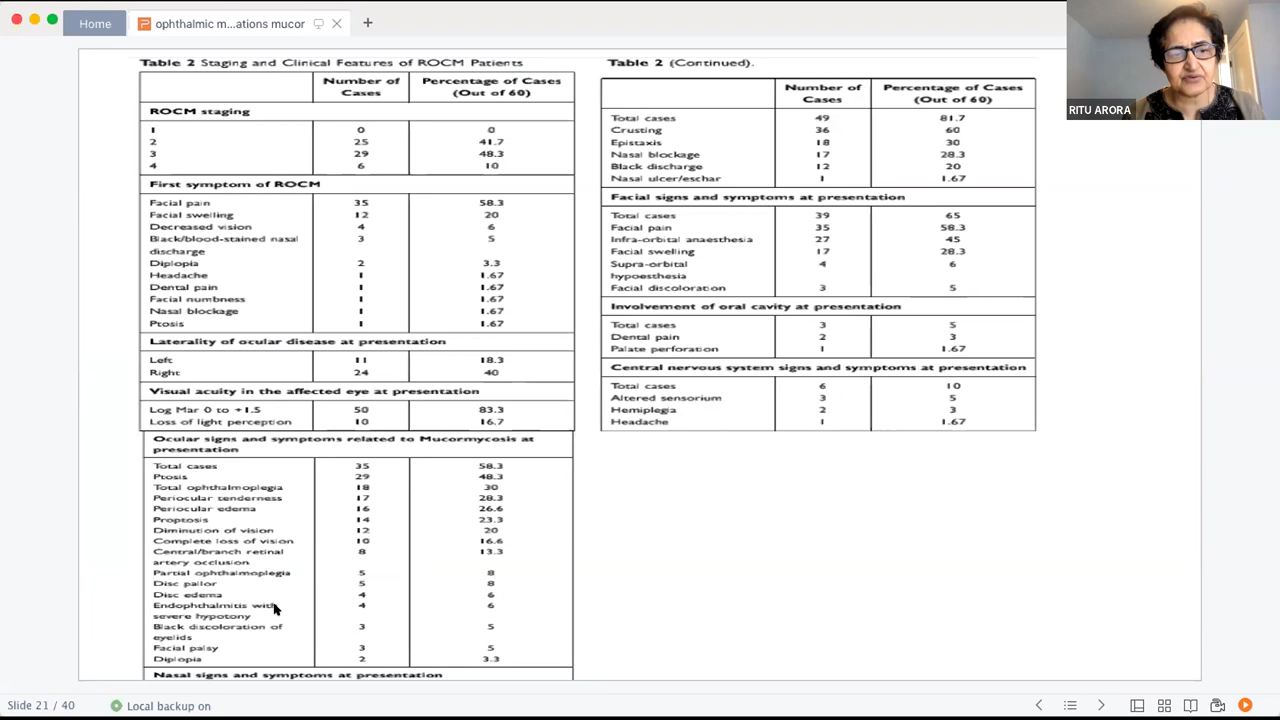 Home
ophthalmic m...ations mucor
RITU ARORA
Table 2 Staging and Clinical Features of ROCM Patients
Number of Cases Percentage of Cases (Out of 60)
ROCM staging
1 0 0
2 25 41.7
3 29 48.3
4 6 10
First symptom of ROCM
Facial pain 35 58.3
Facial swelling 12 20
Decreased vision 4 6
Black/blood-stained nasal discharge 3 5
Diplopia 2 3.3
Headache 1 1.67
Dental pain 1 1.67
Facial numbness 1 1.67
Nasal blockage 1 1.67
Ptosis 1 1.67
Laterality of ocular disease at presentation
Left 11 18.3
Right 24 40
Visual acuity in the affected eye at presentation
Log Mar 0 to +1.5 50 83.3
Loss of light perception 10 16.7
Ocular signs and symptoms related to Mucormycosis at
presentation
Total cases 35 58.3
Ptosis 29 48.3
Total ophthalmoplegia 18 30
Periocular tenderness 17 28.3
Periocular edema 16 26.6
Proptosis 14 23.3
Diminution of vision 12 20
Complete loss of vision 10 16.6
Central/branch retinal artery occlusion 8 13.3
Partial ophthalmoplegia 5 8
Disc pallor 5 8
Disc edema 4 6
Endophthalmitis with severe hypotony 4 6
Black discoloration of eyelids 3 5
Facial palsy 3 5
Diplopia 2 3.3
Nasal signs and symptoms at presentation
Table 2 (Continued).
Number of Cases Percentage of Cases (Out of 60)
Total cases 49 81.7
Crusting 36 60
Epistaxis 18 30
Nasal blockage 17 28.3
Black discharge 12 20
Nasal ulcer/eschar 1 1.67
Facial signs and symptoms at presentation
Total cases 39 65
Facial pain 35 58.3
Infra-orbital anaesthesia 27 45
Facial swelling 17 28.3
Supra-orbital hypoesthesia 4 6
Facial discoloration 3 5
Involvement of oral cavity at presentation
Total cases 3 5
Dental pain 2 3
Palate perforation 1 1.67
Central nervous system signs and symptoms at presentation
Total cases 6 10
Altered sensorium 3 5
Hemiplegia 2 3
Headache 1 1.67
Slide 21 / 40
Local backup on